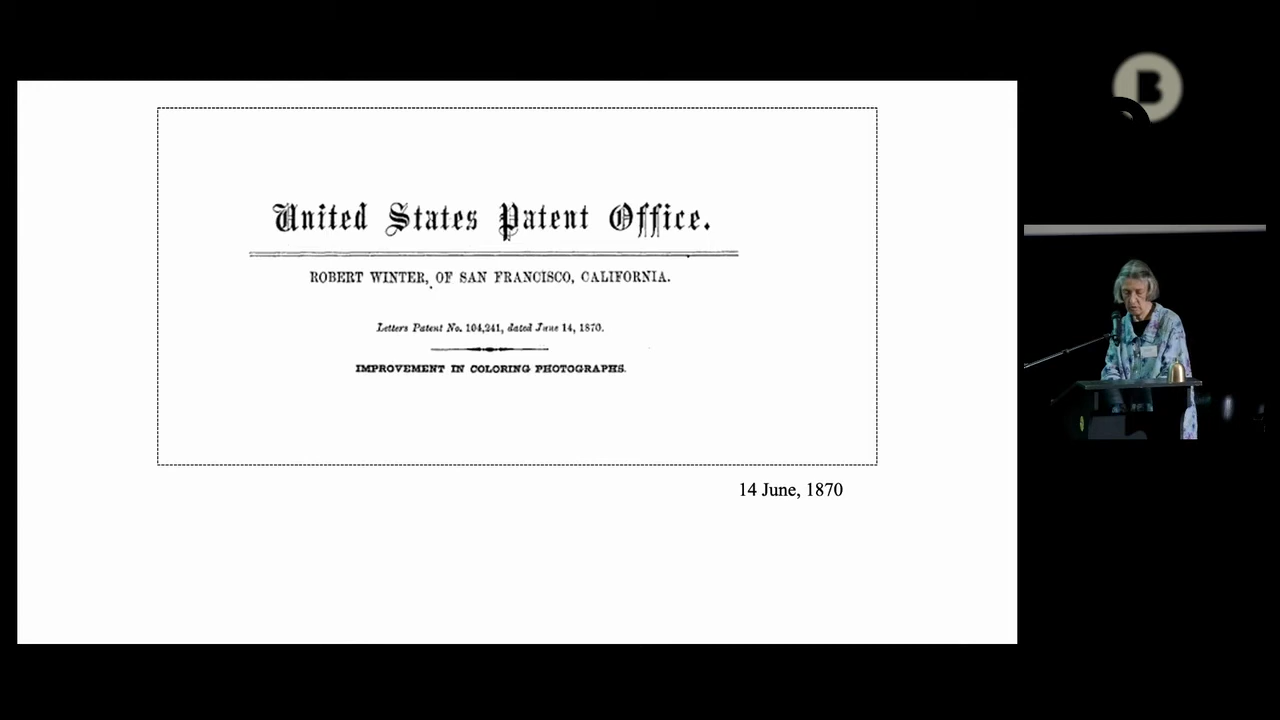 B
United States Patent Office.
ROBERT WINTER, OF SAN FRANCISCO, CALIFORNIA.
Letters Patent No. 104,241, dated June 14, 1870.
IMPROVEMENT IN COLORING PHOTOGRAPHS.
14 June, 1870